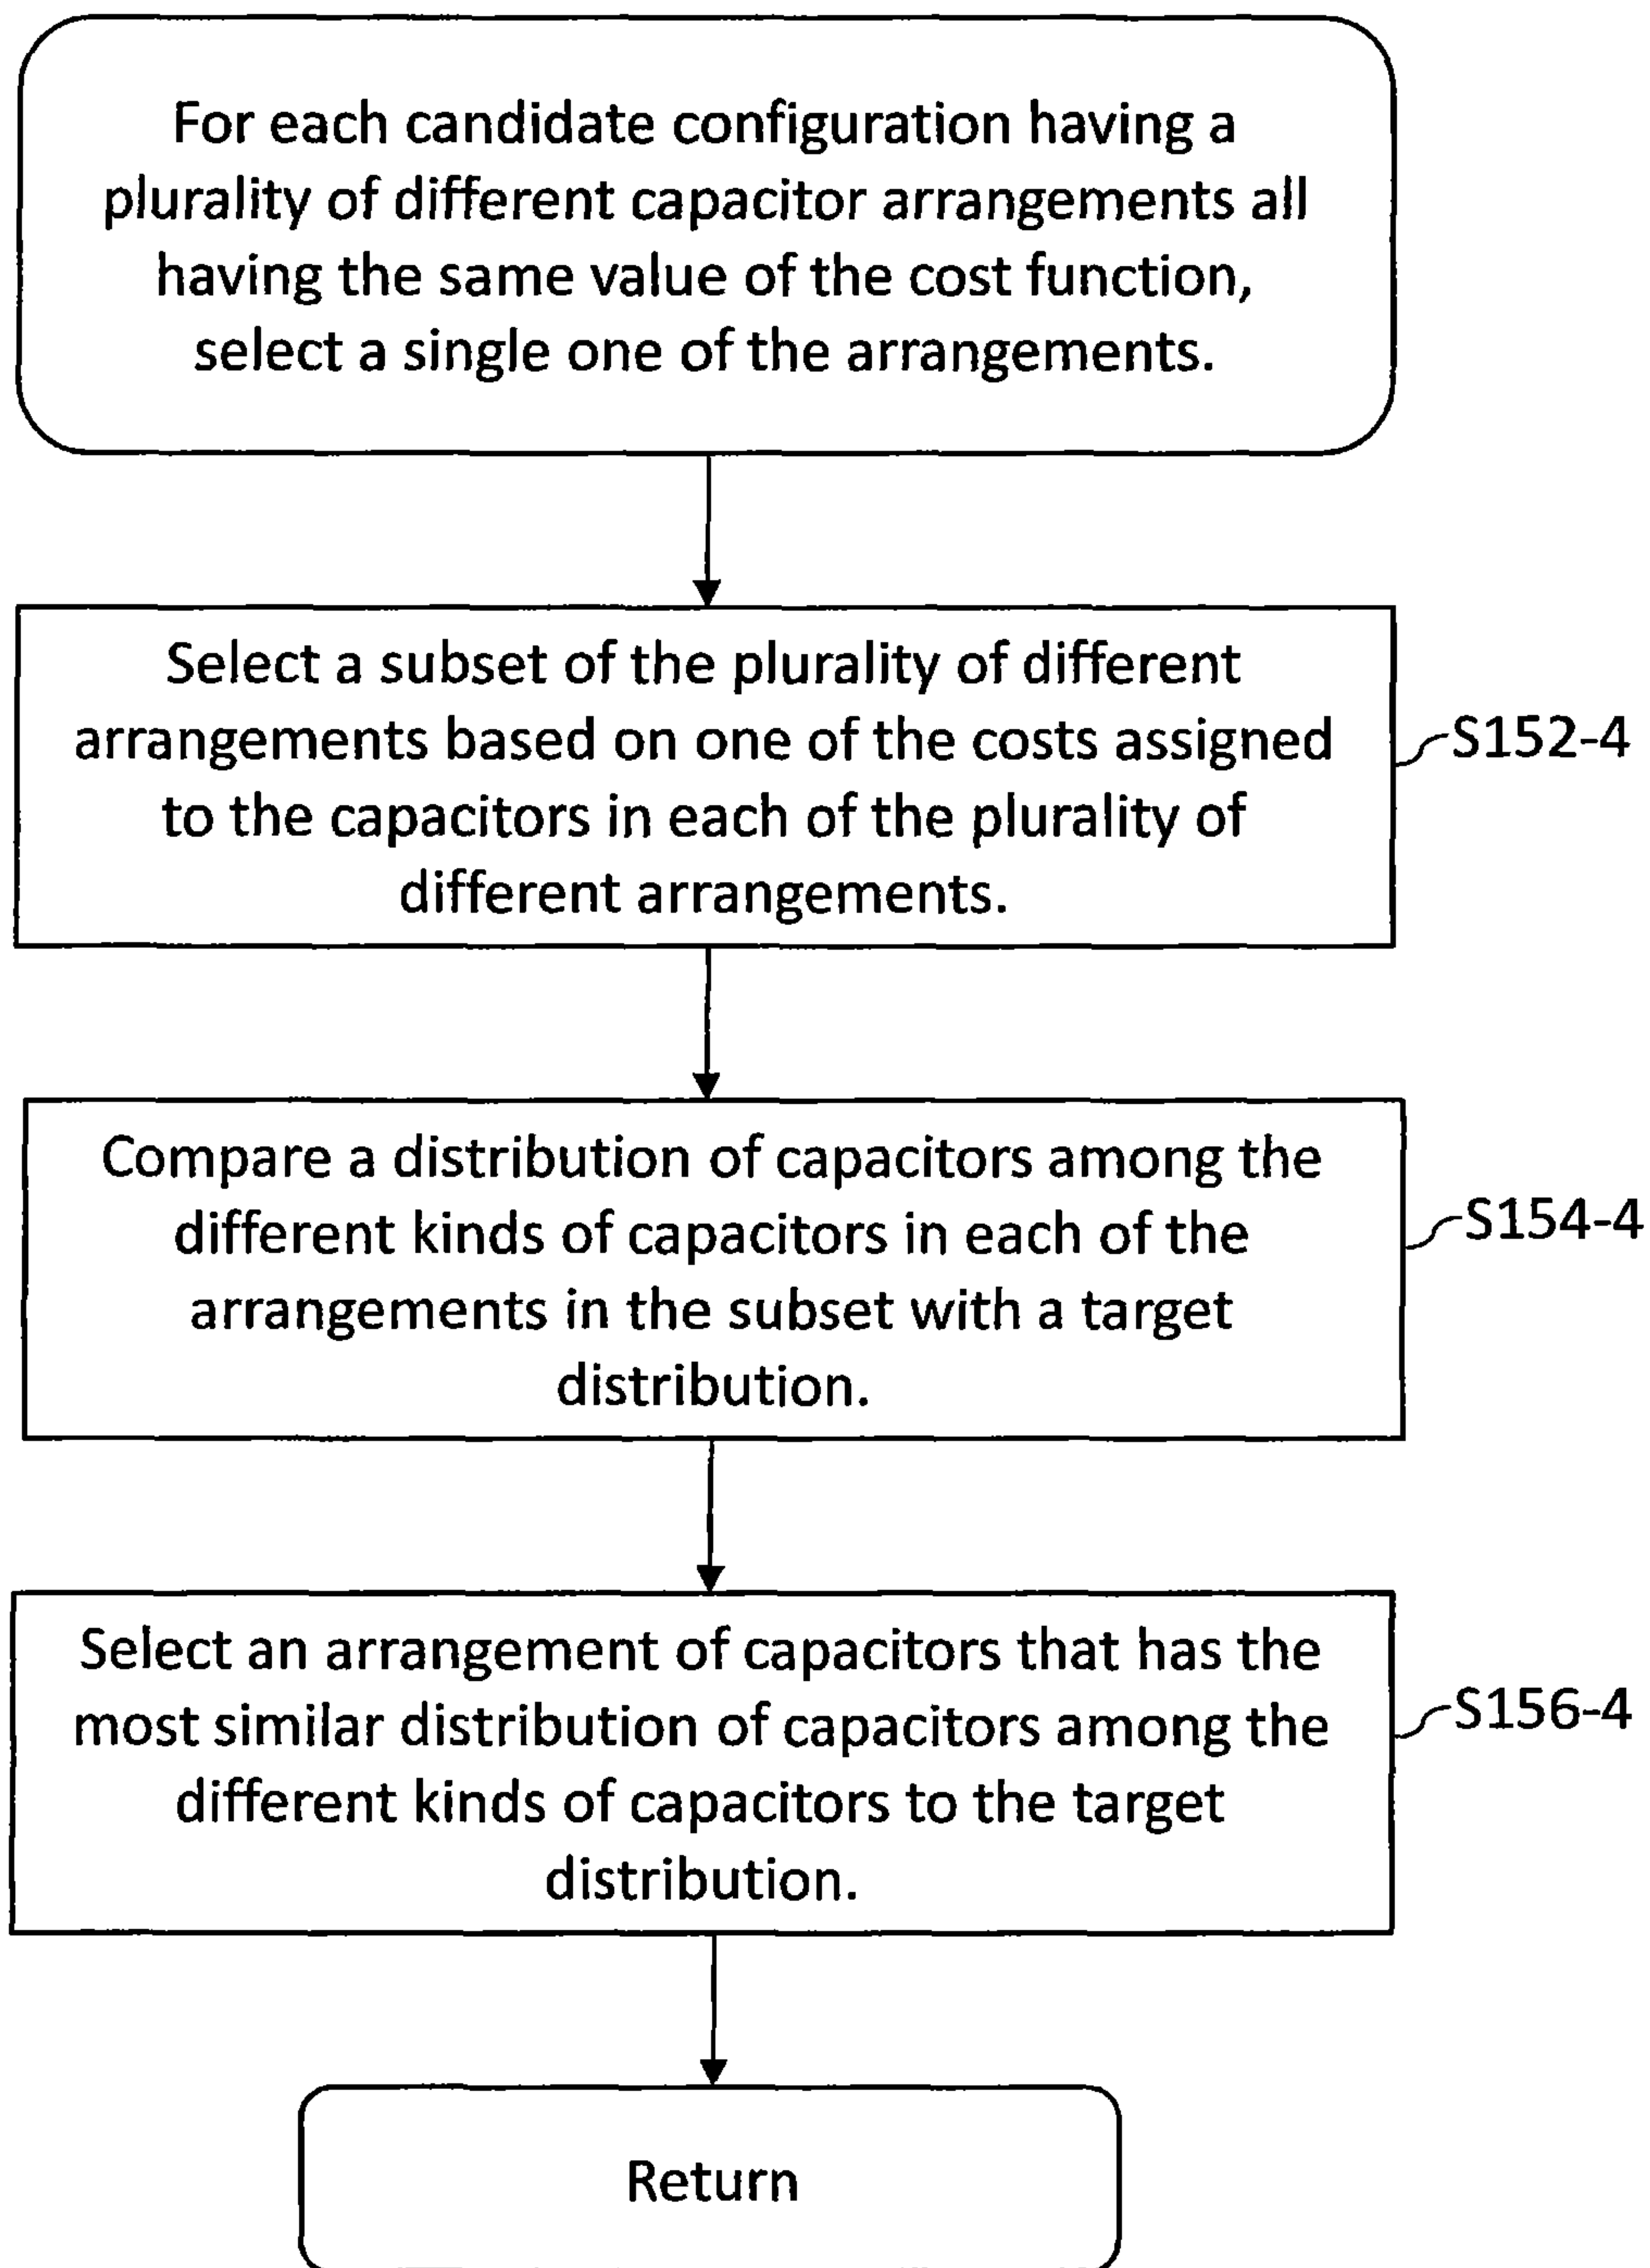 For each candidate configuration having a
plurality of different capacitor arrangements all
having the same value of the cost function,
select a single one of the arrangements.
Select a subset of the plurality of different
arrangements based on one of the costs assigned
to the capacitors in each of the plurality of
different arrangements.
S152-4
Compare a distribution of capacitors among the
different kinds of capacitors in each of the
arrangements in the subset with a target
distribution.
S154-4
Select an arrangement of capacitors that has the
most similar distribution of capacitors among the
different kinds of capacitors to the target
distribution.
S156-4
Return